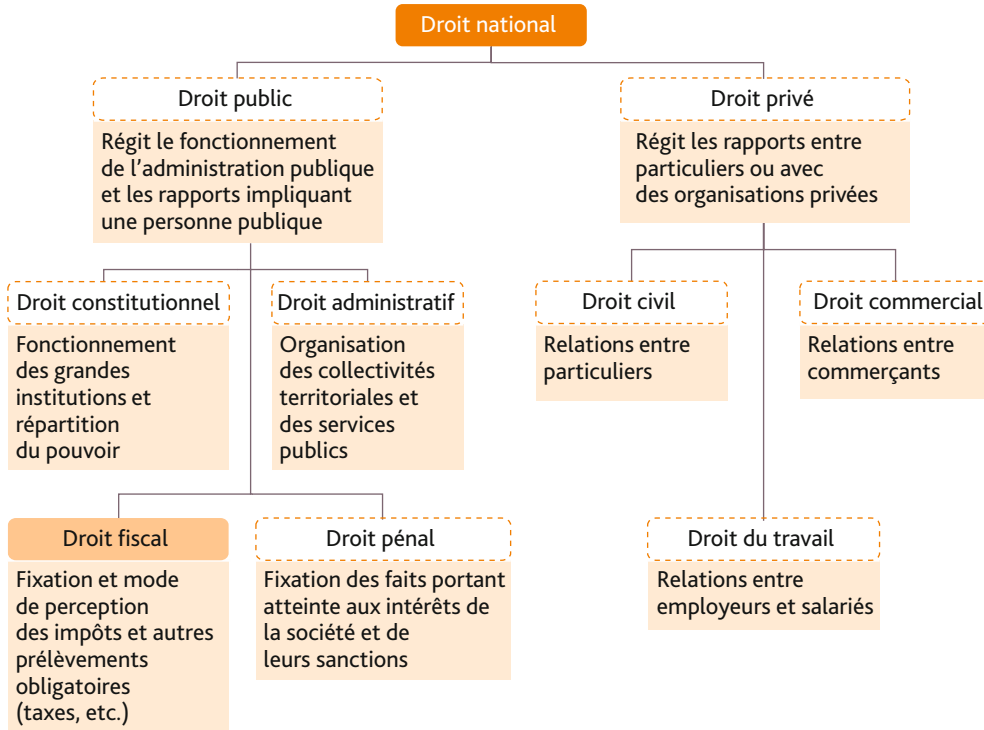 Droit national
Droit public
Régit le fonctionnement
de l’administration publique
et les rapports impliquant
une personne publique
Droit privé
Régit les rapports entre
particuliers ou avec
des organisations privées
Droit constitutionnel
Fonctionnement
des grandes
institutions et
répartition
du pouvoir
Droit administratif
Organisation
des collectivités
territoriales et
des services
publics
Droit civil
Relations entre
particuliers
Droit commercial
Relations entre
commerçants
Droit fiscal
Fixation et mode
de perception
des impôts et autres
prélèvements
obligatoires
(taxes, etc.)
Droit pénal
Fixation des faits portant
atteinte aux intérêts de
la société et de
leurs sanctions
Droit du travail
Relations entre
employeurs et salariés